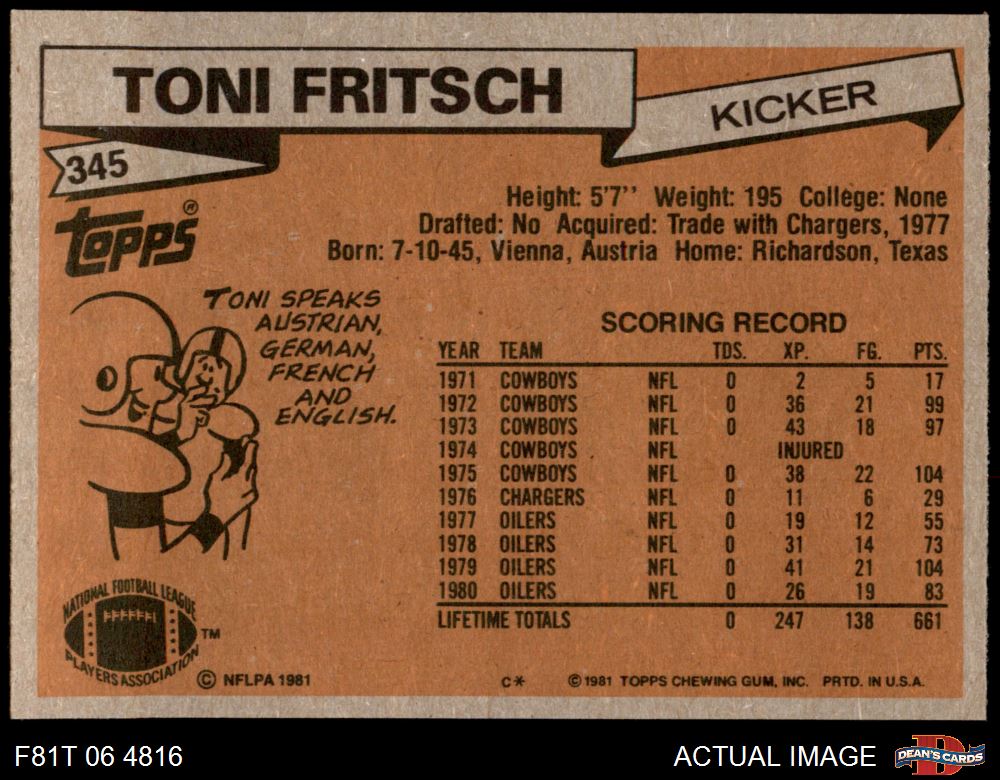 TONI FRITSCH
KICKER
345
Topps®
Height: 5'7'' Weight: 195 College: None
Drafted: No Acquired: Trade with Chargers, 1977
Born: 7-10-45, Vienna, Austria Home: Richardson, Texas
TONI SPEAKS
AUSTRIAN,
GERMAN,
FRENCH
AND
ENGLISH.
SCORING RECORD
YEAR TEAM TDS. XP. FG. PTS.
1971 COWBOYS NFL 0 2 5 17
1972 COWBOYS NFL 0 36 21 99
1973 COWBOYS NFL 0 43 18 97
1974 COWBOYS NFL INJURED
1975 COWBOYS NFL 0 38 22 104
1976 CHARGERS NFL 0 11 6 29
1977 OILERS NFL 0 19 12 55
1978 OILERS NFL 0 31 14 73
1979 OILERS NFL 0 41 21 104
1980 OILERS NFL 0 26 19 83
LIFETIME TOTALS 0 247 138 661
NATIONAL FOOTBALL LEAGUE
PLAYERS ASSOCIATION
TM
© NFLPA 1981
C* © 1981 TOPPS CHEWING GUM, INC. PRTD. IN U.S.A.
F81T 06 4816
ACTUAL IMAGE
D
DEAN'S CARDS